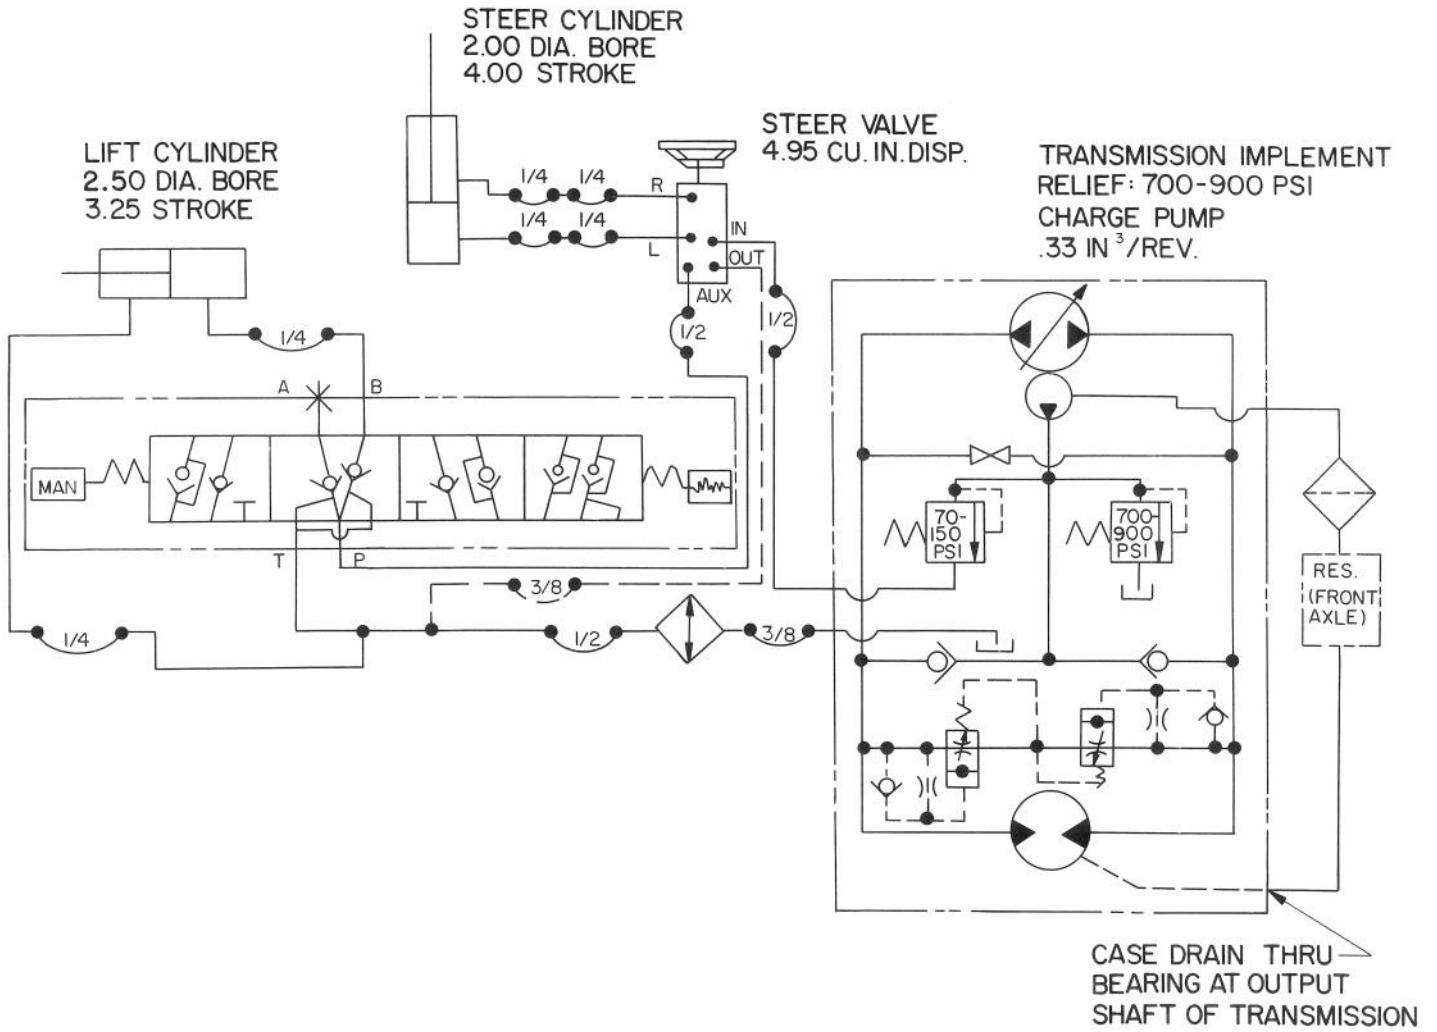 STEER CYLINDER
2.00 DIA. BORE
4.00 STROKE
STEER VALVE
4.95 CU. IN. DISP.
LIFT CYLINDER
2.50 DIA. BORE
3.25 STROKE
TRANSMISSION IMPLEMENT
RELIEF: 700-900 PSI
CHARGE PUMP
.33 IN³/REV.
1/4
1/4
R
1/4
1/4
L
IN
OUT
AUX
1/2
1/2
1/4
A
B
MAN
T
P
70-
150
PSI
700-
900
PSI
RES.
(FRONT
AXLE)
3/8
1/4
1/2
3/8
CASE DRAIN THRU
BEARING AT OUTPUT
SHAFT OF TRANSMISSION